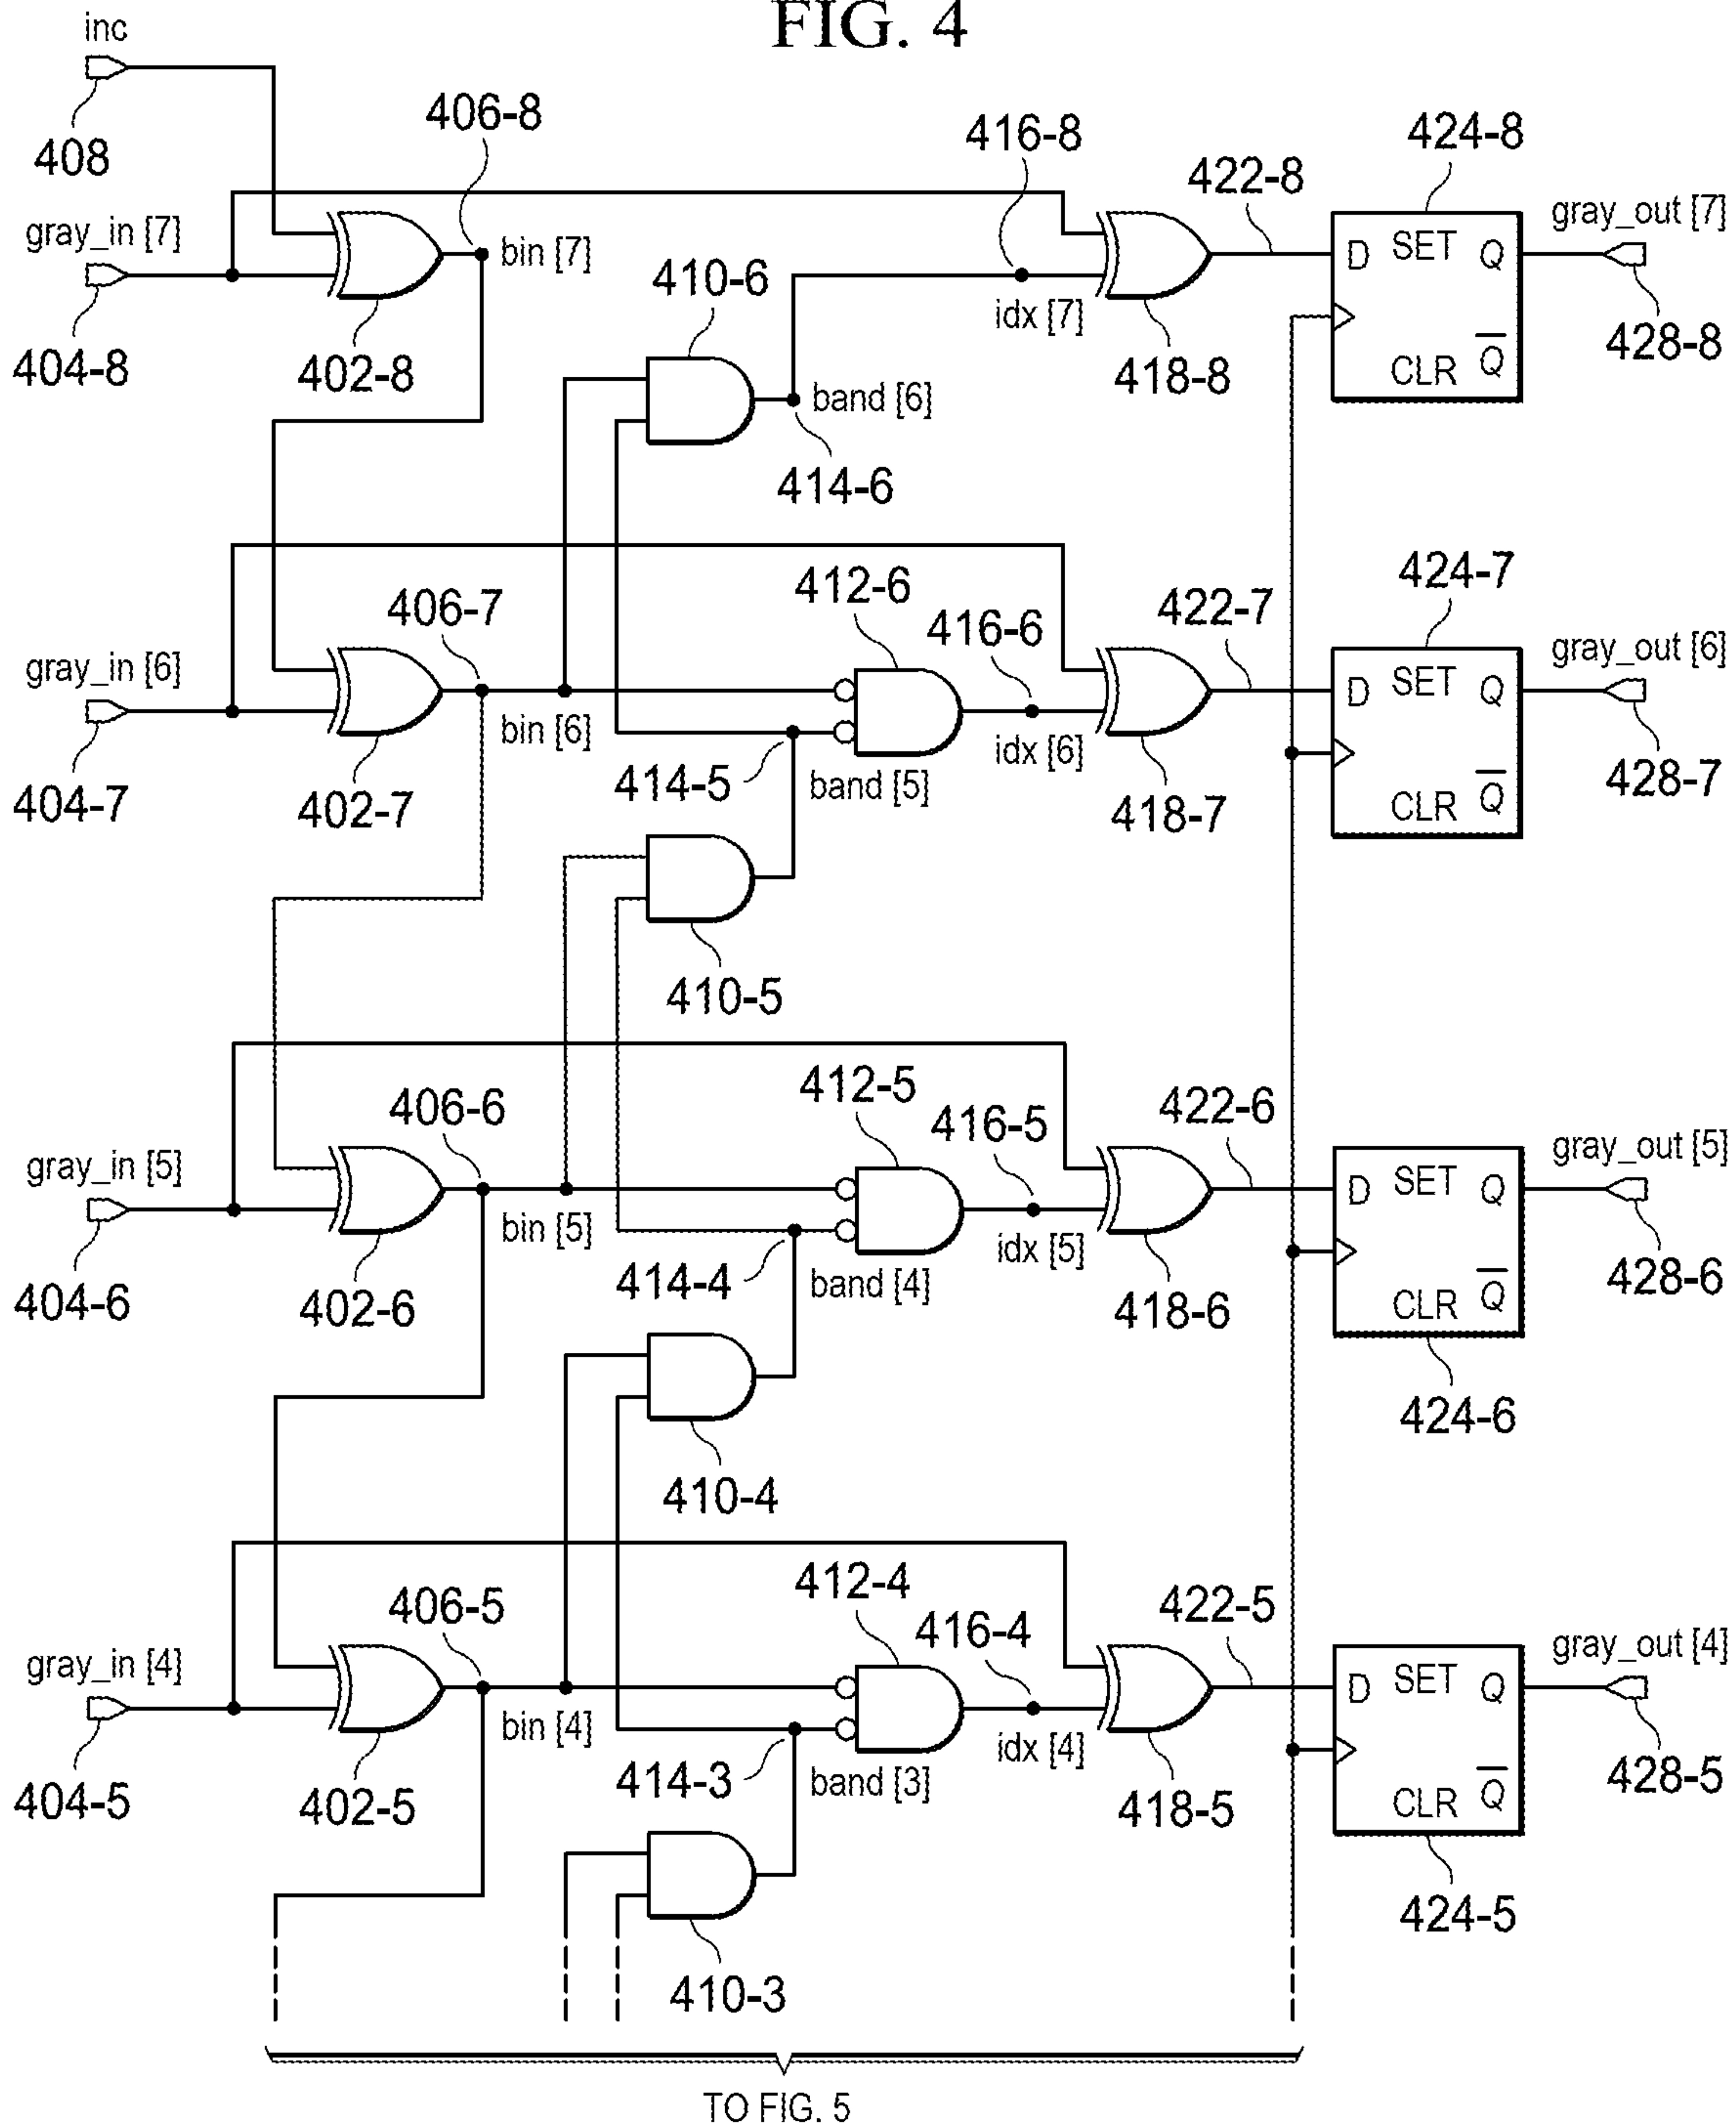 FIG. 4
inc
408
406-8
416-8
424-8
422-8
gray_in [7]
bin [7]
410-6
idx [7]
D SET Q
CLR Q̅
gray_out [7]
404-8
402-8
418-8
428-8
band [6]
414-6
412-6
424-7
406-7
416-6
422-7
gray_in [6]
bin [6]
idx [6]
D SET Q
CLR Q̅
gray_out [6]
414-5
band [5]
404-7
402-7
418-7
428-7
410-5
412-5
406-6
416-5
422-6
gray_in [5]
bin [5]
idx [5]
D SET Q
CLR Q̅
gray_out [5]
414-4
band [4]
404-6
402-6
418-6
428-6
424-6
410-4
412-4
406-5
416-4
422-5
gray_in [4]
bin [4]
idx [4]
D SET Q
CLR Q̅
gray_out [4]
414-3
band [3]
404-5
402-5
418-5
428-5
424-5
410-3
TO FIG. 5